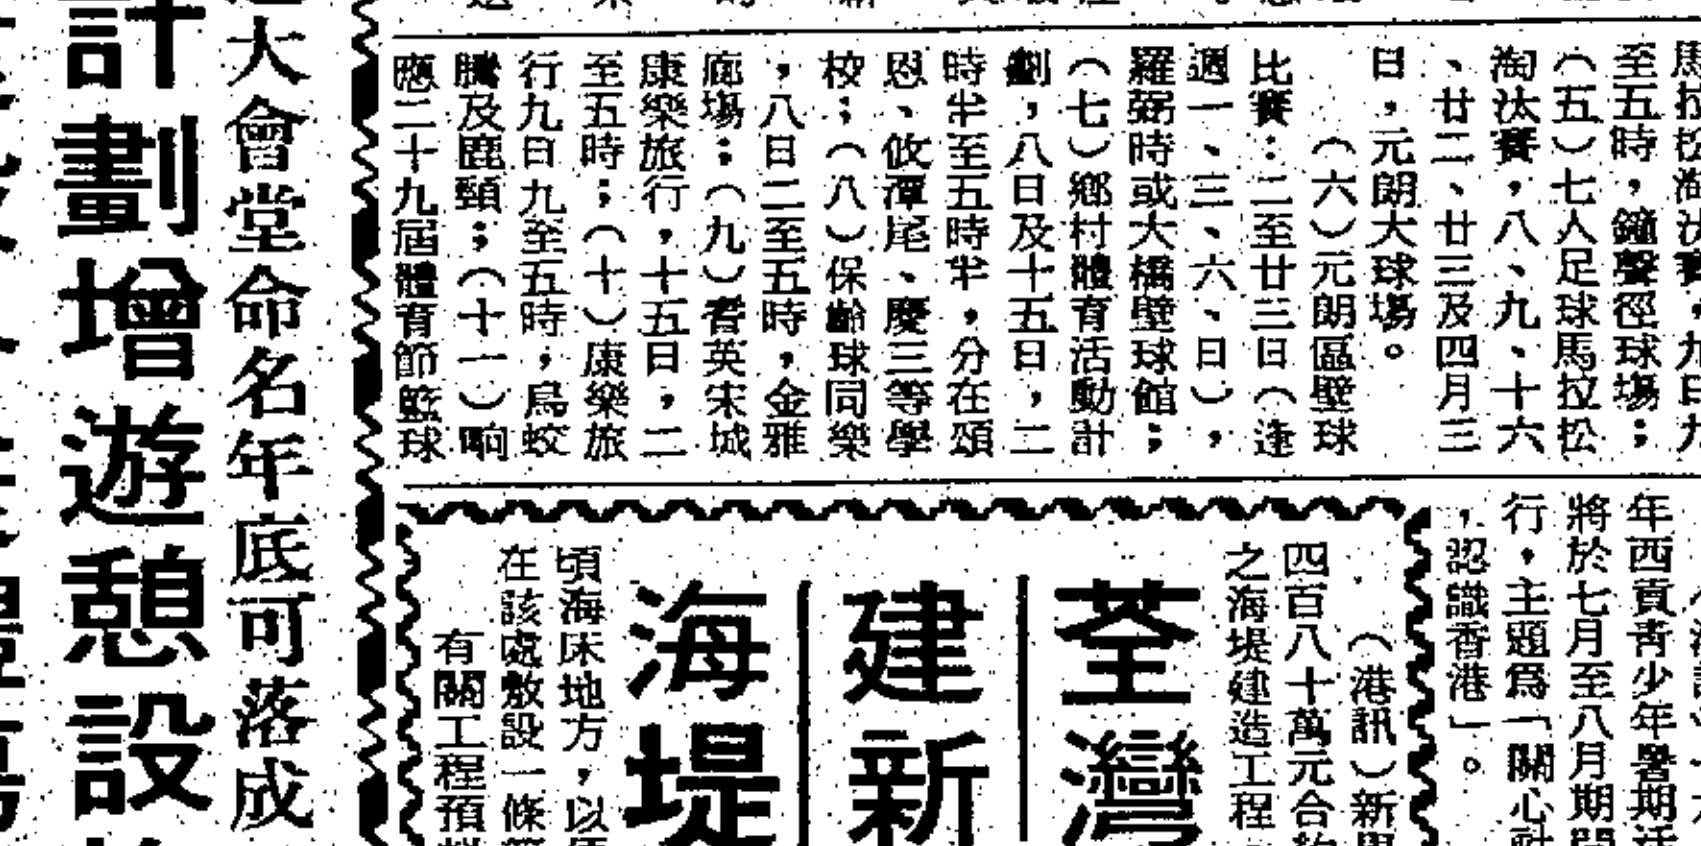 馬拉松淘汰賽，九日九
至五時，鐘聲徑球場；
（五）七人足球馬拉松
淘汰賽，八、九、十六
、廿二、廿三及四月三
日，元朗大球場。
（六）元朗區壁球
比賽：二至廿三日（逢
週一、三、六、日），
羅弼時或大橋壁球館；
（七）鄉村體育活動計
劃，八日及十五日，二
時半至五時半，分在頌
恩、攸潭尾、慶三等學
校；（八）保齡球同樂
，八日二至五時，金雅
廊塲：（九）耆英宋城
康樂旅行，十五日，二
至五時；（十）康樂旅
行九日九至五時，烏蛟
騰及鹿頸；（十一）响
應二十九屆體育節籃球
年西貢青少年暑期活
將於七月至八月期間
行，主題爲「關心社
，認識香港」。
荃灣
建新
海堤
（港訊）新界
四百八十萬元合約
之海堤建造工程
頃海床地方，以
在該處敷設一條
有關工程預
大會堂命名年底可落成
計劃增遊憩設